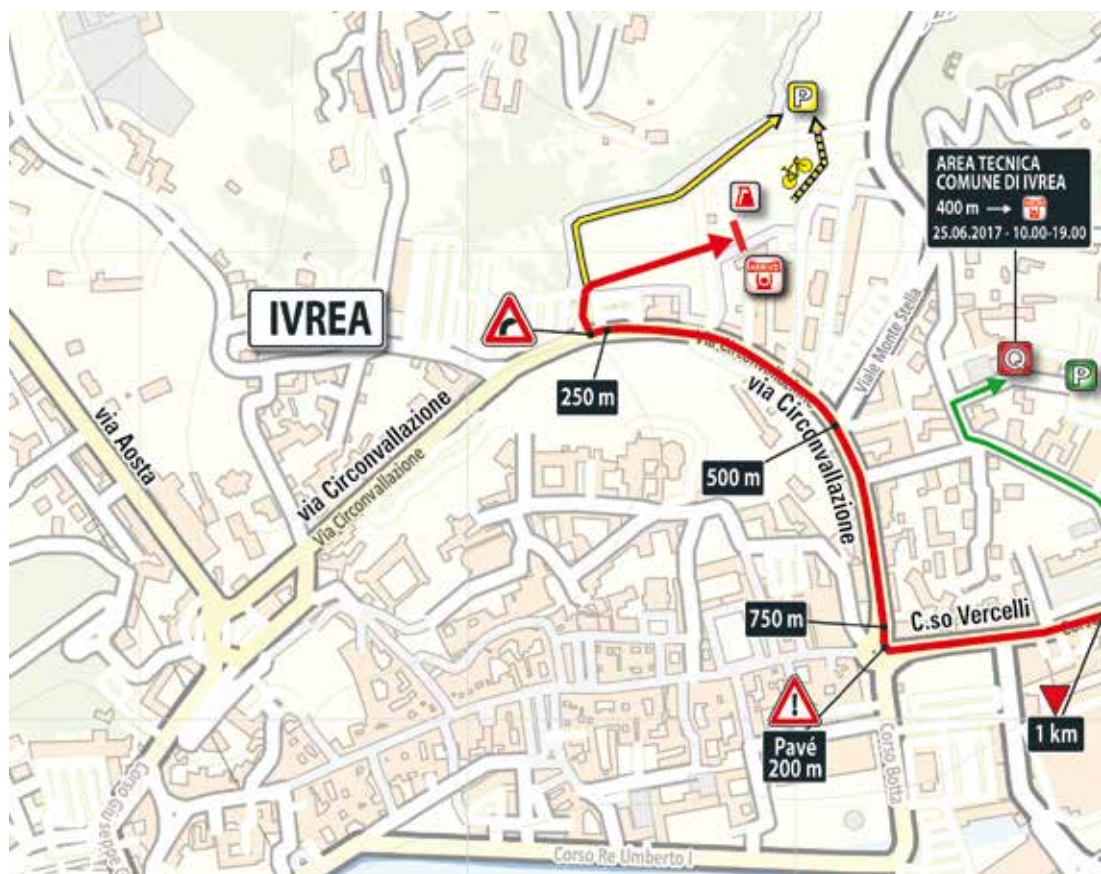 P
AREA TECNICA
COMUNE DI IVREA
400 m
ARRIVO
25.06.2017 - 10.00-19.00
ARRIVO
IVREA
Viale Monte Stella
Q
P
250 m
via Circonvallazione
via Aosta
via Circonvallazione
Via Circonvallazione
500 m
750 m
C.so Vercelli
!
Pavé
200 m
1 km
Corso Botta
Corso Re Umberto I